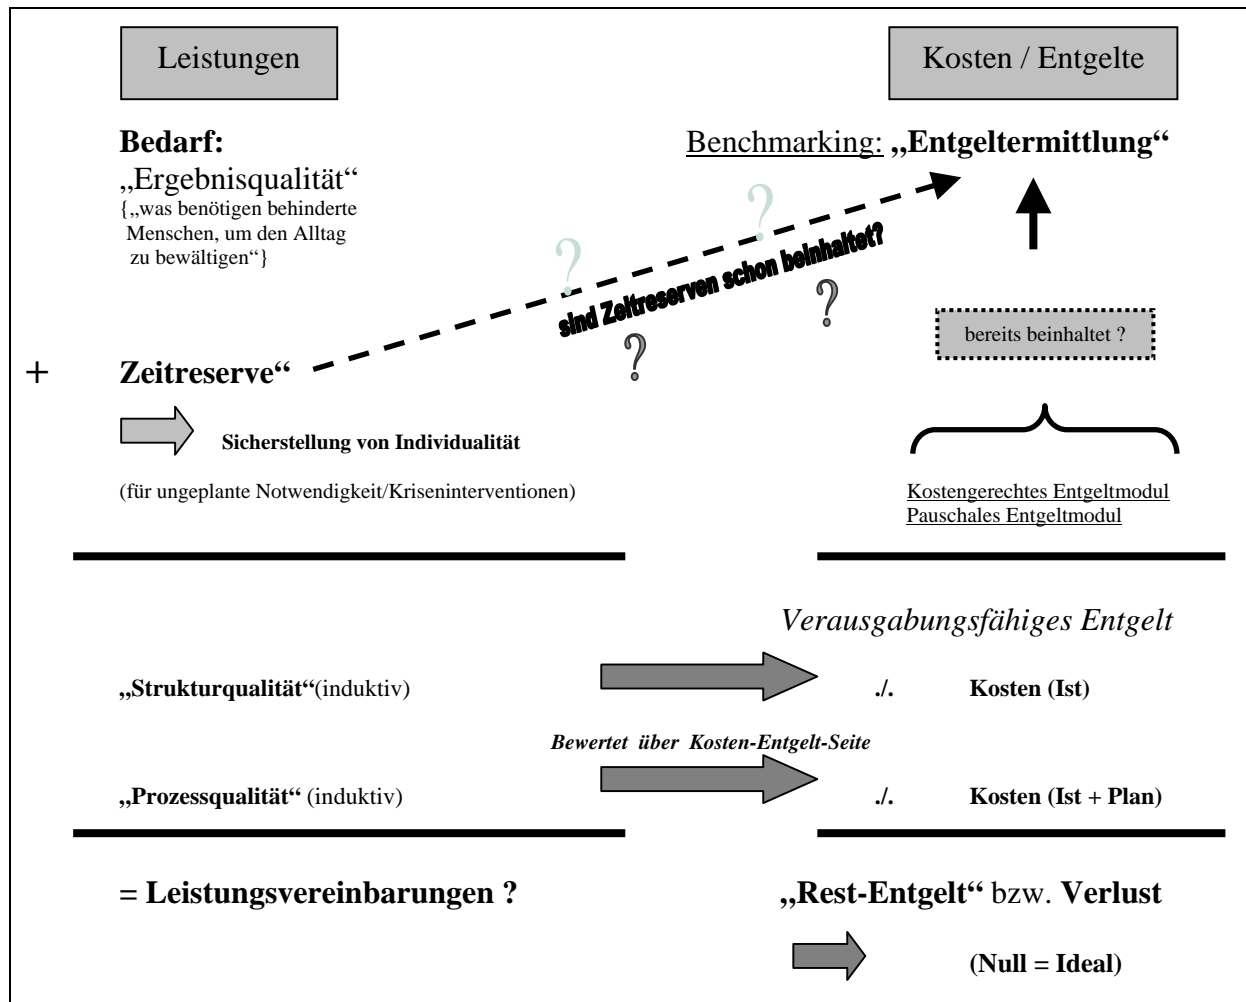 Leistungen
Kosten / Entgelte
Bedarf:
Benchmarking: „Entgeltermittlung“
„Ergebnisqualität“
{„was benötigen behinderte
Menschen, um den Alltag
zu bewältigen“}
?
?
sind Zeitreserven schon beinhaltet?
?
?
bereits beinhaltet ?
+ Zeitreserve“
Sicherstellung von Individualität
(für ungeplante Notwendigkeit/Kriseninterventionen)
Kostengerechtes Entgeltmodul
Pauschales Entgeltmodul
Verausgabungsfähiges Entgelt
„Strukturqualität“(induktiv)
./. Kosten (Ist)
Bewertet über Kosten-Entgelt-Seite
„Prozessqualität“ (induktiv)
./. Kosten (Ist + Plan)
= Leistungsvereinbarungen ?
„Rest-Entgelt“ bzw. Verlust
(Null = Ideal)